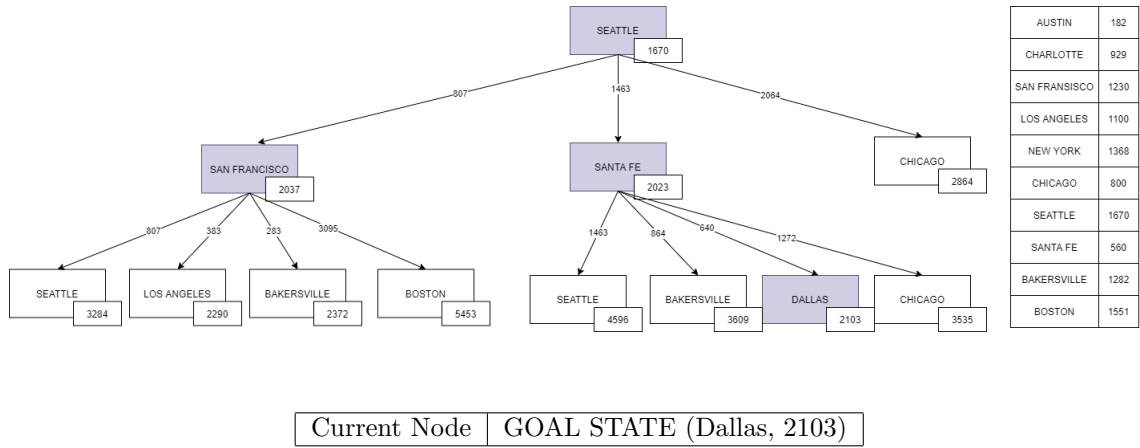 SEATTLE
1670
807
1463
2064
SAN FRANCISCO
2037
SANTA FE
2023
CHICAGO
2864
807
383
283
3095
1463
864
640
1272
SEATTLE
3284
LOS ANGELES
2290
BAKERSVILLE
2372
BOSTON
5453
SEATTLE
4596
BAKERSVILLE
3609
DALLAS
2103
CHICAGO
3535
AUSTIN 182
CHARLOTTE 929
SAN FRANSISCO 1230
LOS ANGELES 1100
NEW YORK 1368
CHICAGO 800
SEATTLE 1670
SANTA FE 560
BAKERSVILLE 1282
BOSTON 1551
Current Node GOAL STATE (Dallas, 2103)